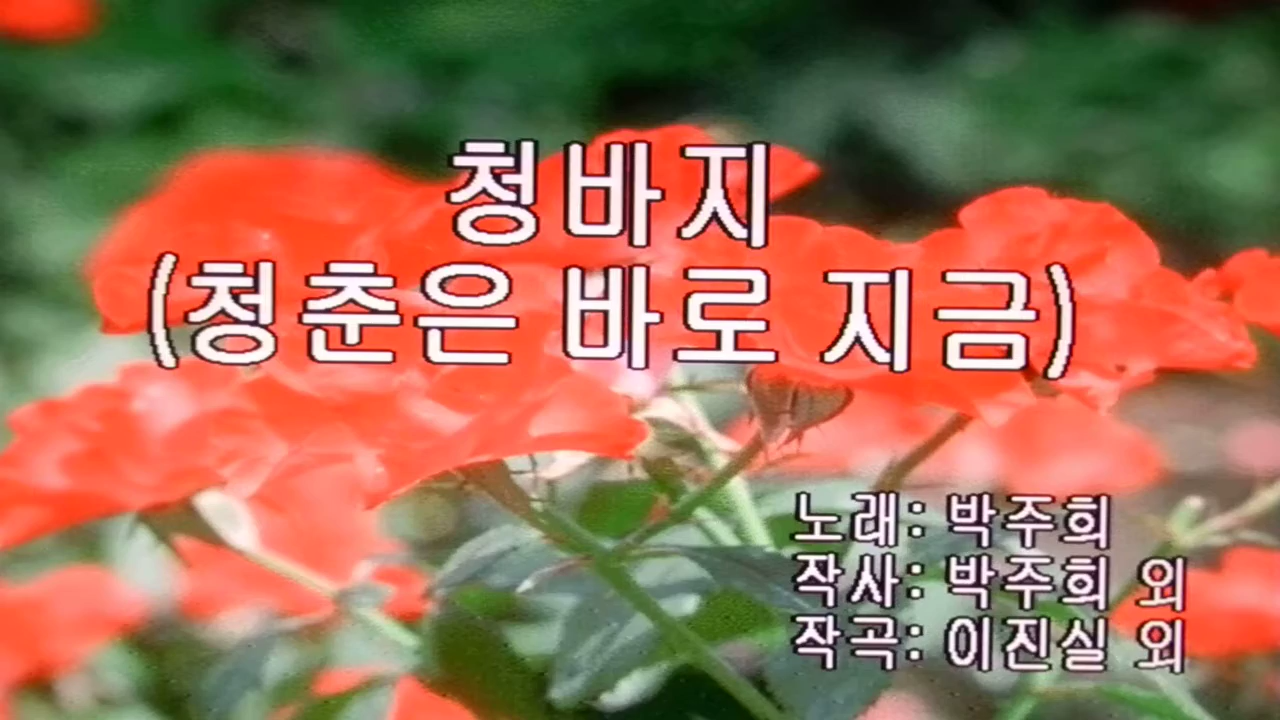 청바지
(청춘은 바로 지금)
노래: 박주희
작사: 박주희 외
작곡: 이진실 외